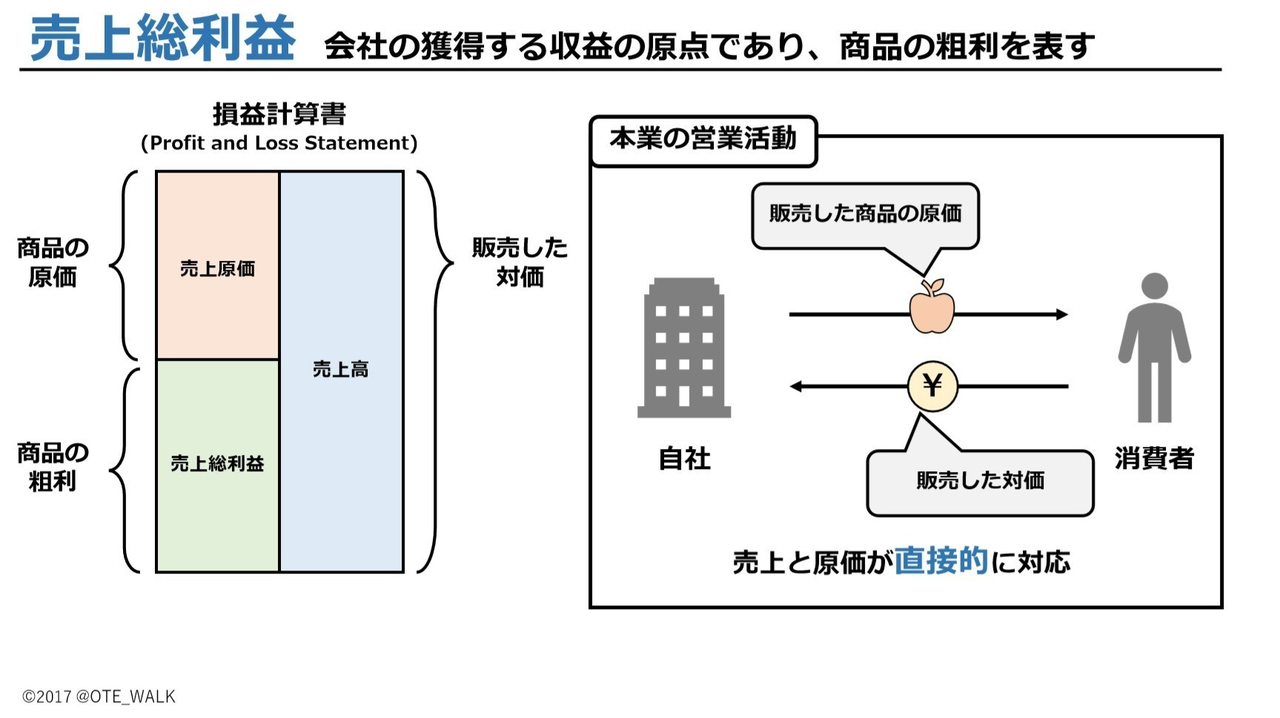 売上総利益 会社の獲得する収益の原点であり、商品の粗利を表す
損益計算書
(Profit and Loss Statement)
商品の
原価
売上原価
商品の
粗利
売上総利益
売上高
販売した
対価
本業の営業活動
販売した商品の原価
¥
自社
消費者
販売した対価
売上と原価が直接的に対応
©2017 @OTE_WALK